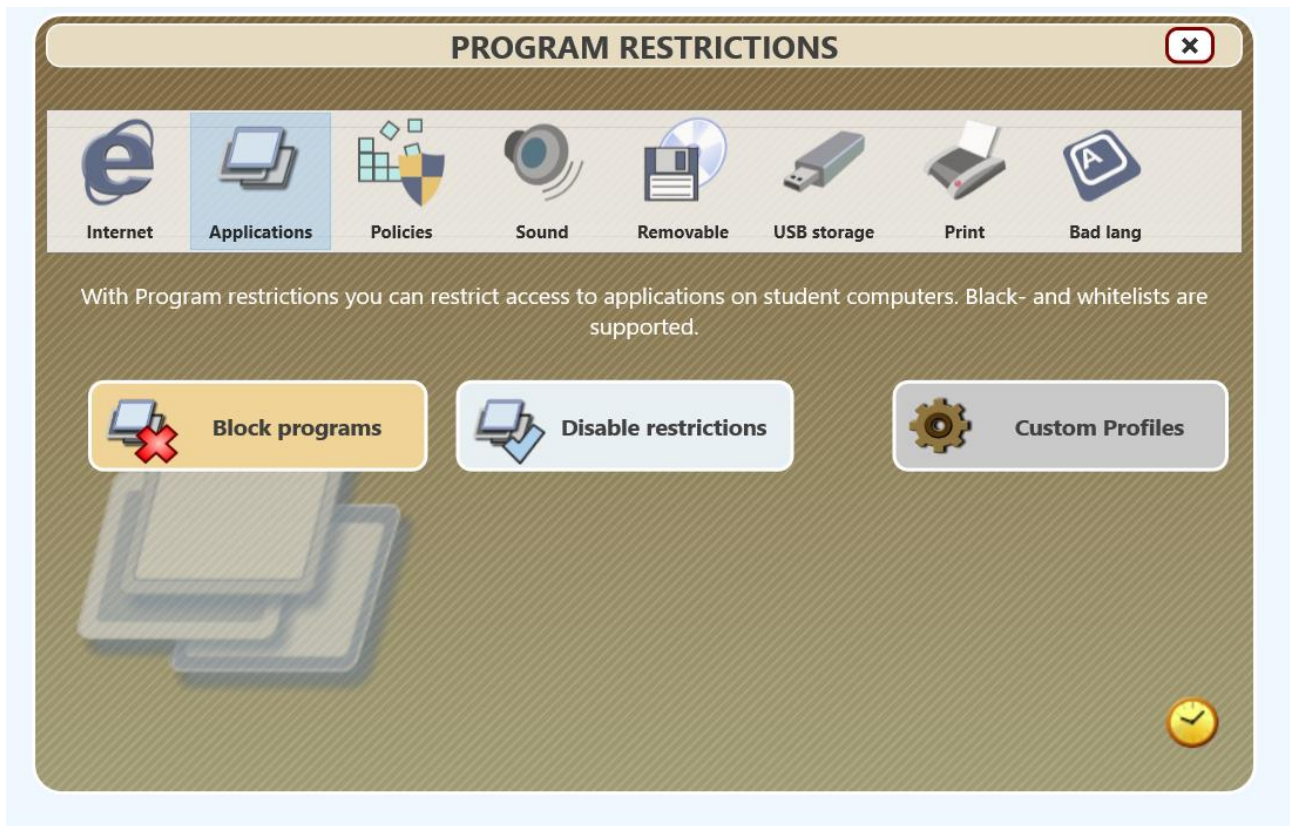 PROGRAM RESTRICTIONS
Internet
Applications
Policies
Sound
Removable
USB storage
Print
Bad lang
With Program restrictions you can restrict access to applications on student computers. Black- and whitelists are
supported.
Block programs
Disable restrictions
Custom Profiles